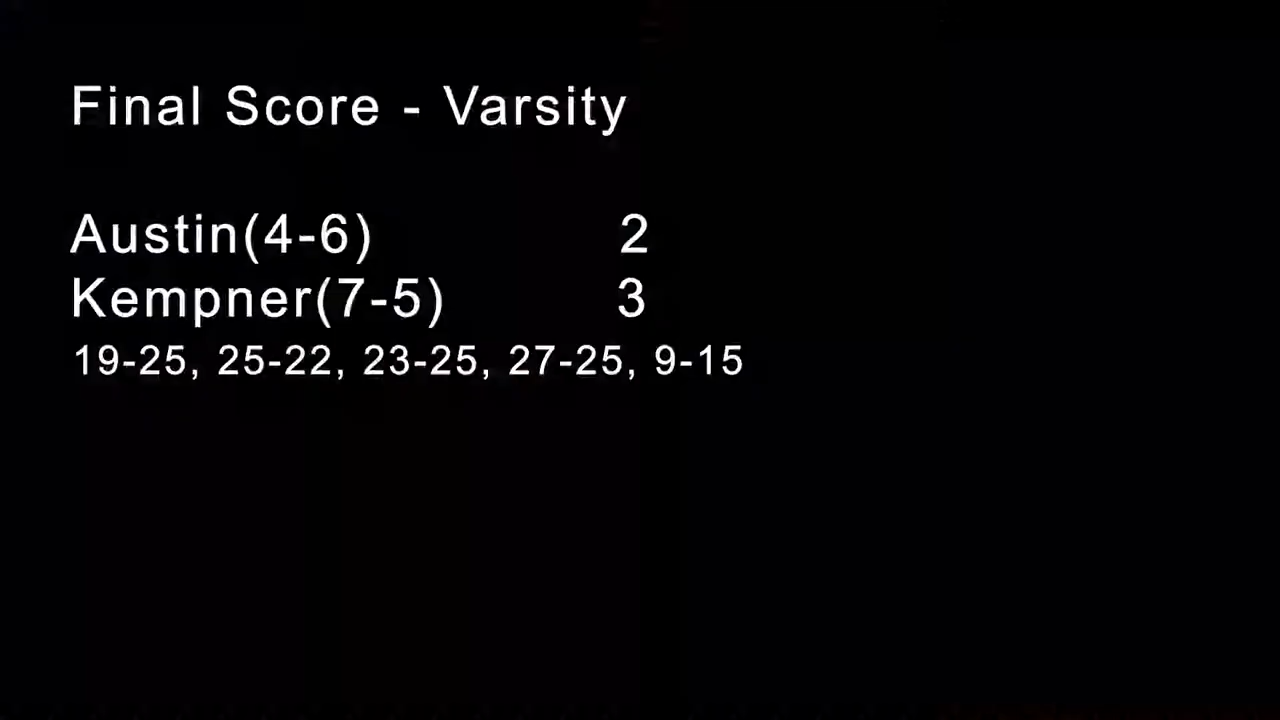 Final Score - Varsity
Austin(4-6) 2
Kempner(7-5) 3
19-25, 25-22, 23-25, 27-25, 9-15